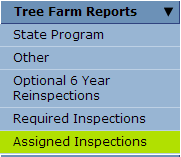 Tree Farm Reports ▼
State Program
Other
Optional 6 Year
Reinspections
Required Inspections
Assigned Inspections